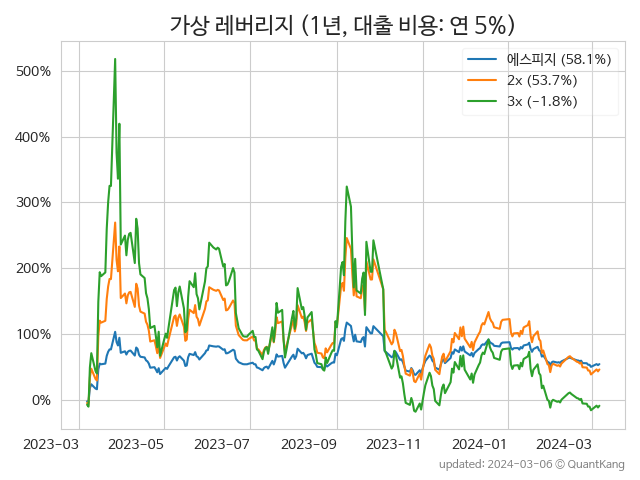 가상 레버리지 (1년, 대출 비용: 연 5%)
에스피지 (58.1%)
2x (53.7%)
3x (-1.8%)
500%
400%
300%
200%
100%
0%
2023-03 2023-05 2023-07 2023-09 2023-11 2024-01 2024-03
updated: 2024-03-06 © QuantKang